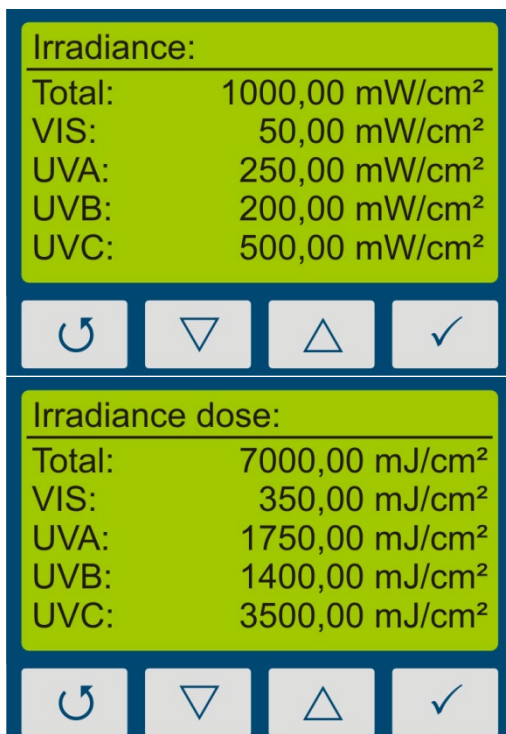 Irradiance:
Total: 1000,00 mW/cm²
VIS: 50,00 mW/cm²
UVA: 250,00 mW/cm²
UVB: 200,00 mW/cm²
UVC: 500,00 mW/cm²
Irradiance dose:
Total: 7000,00 mJ/cm²
VIS: 350,00 mJ/cm²
UVA: 1750,00 mJ/cm²
UVB: 1400,00 mJ/cm²
UVC: 3500,00 mJ/cm²